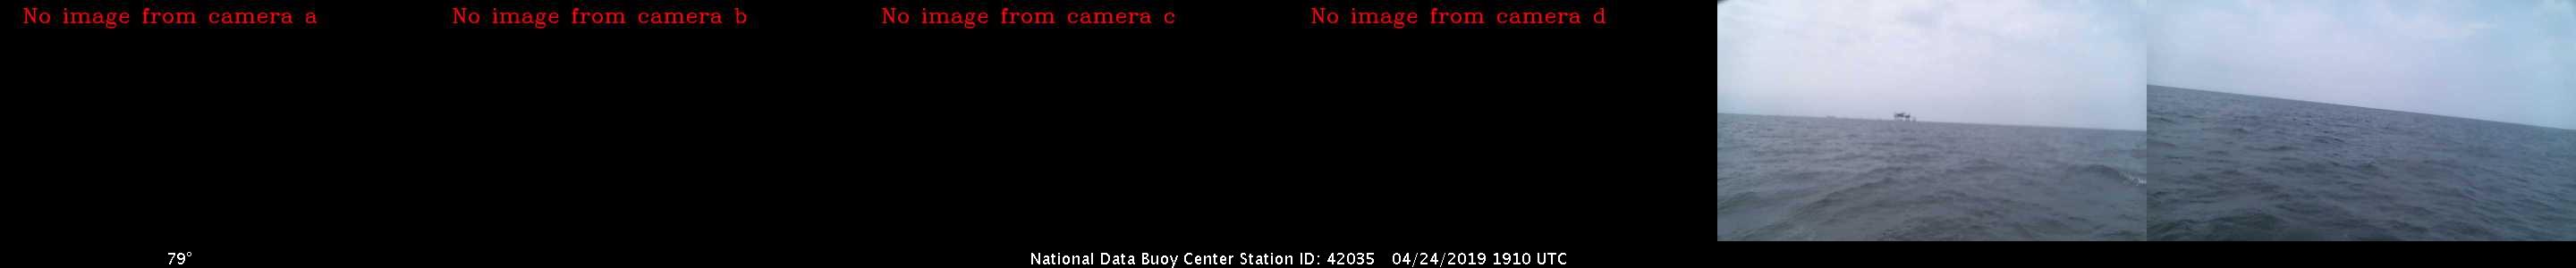 No image from camera a
No image from camera b
No image from camera c
No image from camera d
79°
National Data Buoy Center Station ID: 42035 04/24/2019 1910 UTC